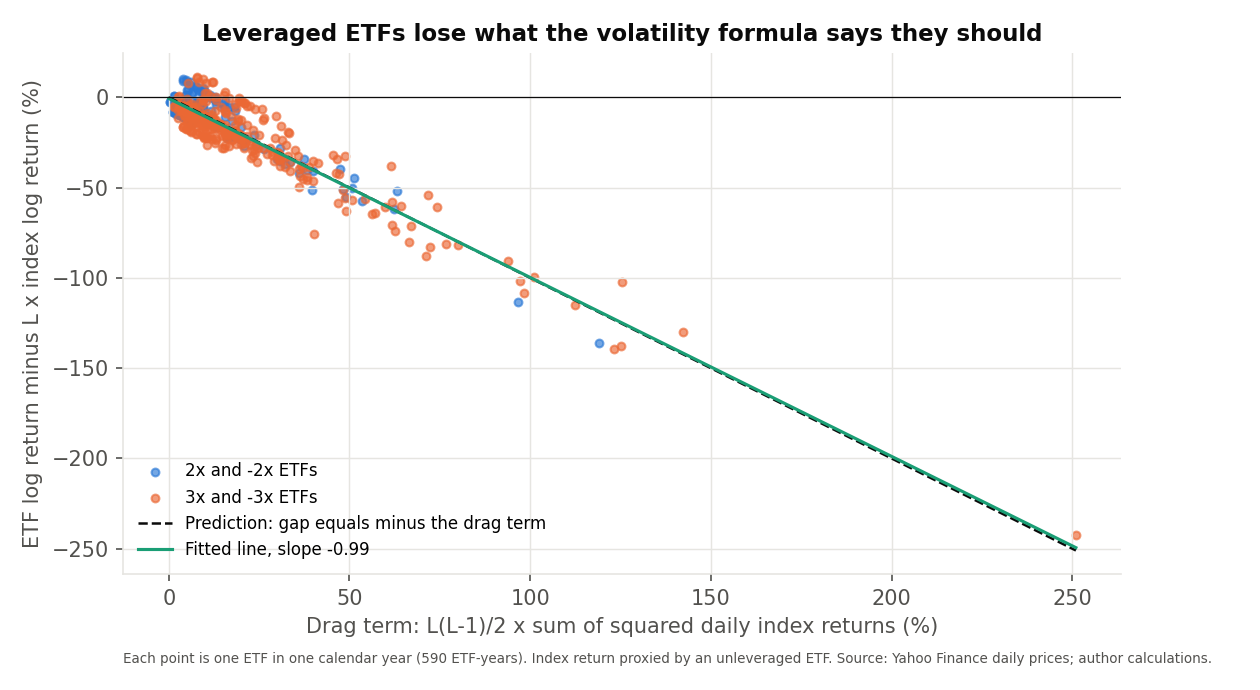 Leveraged ETFs lose what the volatility formula says they should
ETF log return minus L x index log return (%)
0
−50
−100
−150
−200
−250
2x and -2x ETFs
3x and -3x ETFs
Prediction: gap equals minus the drag term
Fitted line, slope -0.99
0 50 100 150 200 250
Drag term: L(L-1)/2 x sum of squared daily index returns (%)
Each point is one ETF in one calendar year (590 ETF-years). Index return proxied by an unleveraged ETF. Source: Yahoo Finance daily prices; author calculations.